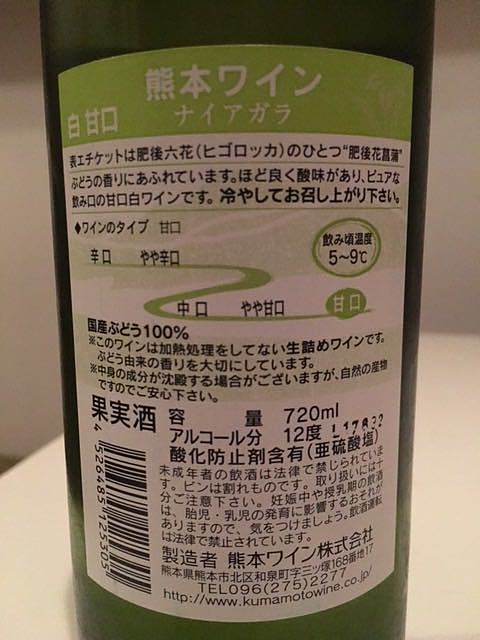 熊本ワイン
ナイアガラ
白 甘口
表エチケットは肥後六花(ヒゴロッカ)のひとつ"肥後花菖蒲"
ぶどうの香りにあふれています。ほど良く酸味があり、ピュアな
飲み口の甘口白ワインです。冷やしてお召し上がり下さい。
◆ワインのタイプ 甘口
飲み頃温度
5〜9℃
辛口 やや辛口
中口 やや甘口 甘口
国産ぶどう100%
※このワインは加熱処理をしてない生詰めワインです。
ぶどう由来の香りを大切にしています。
※中身の成分が沈殿する場合がございますが、自然の産物
ですのでご安心下さい。
果実酒 容量 720ml
アルコール分 12度
酸化防止剤含有(亜硫酸塩)
未成年者の飲酒は法律で禁じられていま
す。ビンは割れものです。取り扱いには十
分ご注意下さい。妊娠中や授乳期の飲酒
は、胎児・乳児の発育に影響するおそれが
ありますので、気をつけましょう。飲酒運転
は法律で禁止されています。
製造者 熊本ワイン株式会社
熊本県熊本市北区和泉町字三ッ塚168番地17
TEL096(275)2277
http://www.kumamotowine.co.jp/
4526485125305